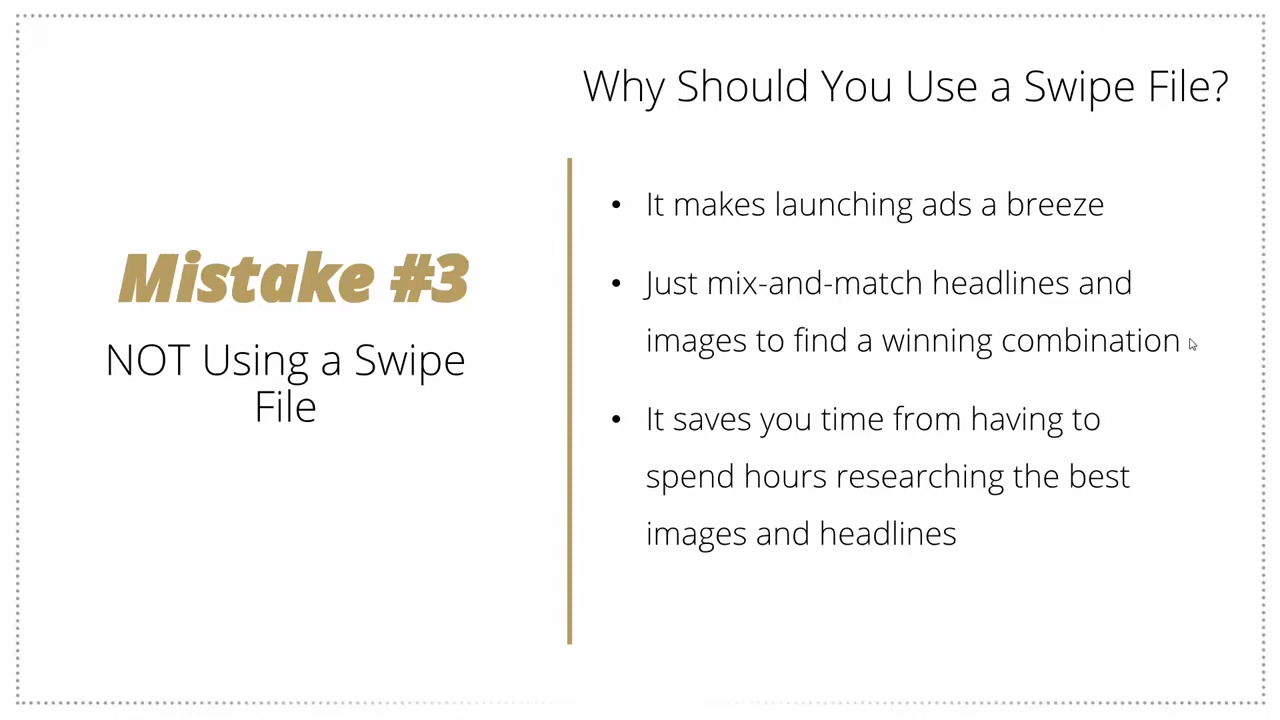 Why Should You Use a Swipe File?
Mistake #3
NOT Using a Swipe
File
• It makes launching ads a breeze
• Just mix-and-match headlines and
images to find a winning combination
• It saves you time from having to
spend hours researching the best
images and headlines